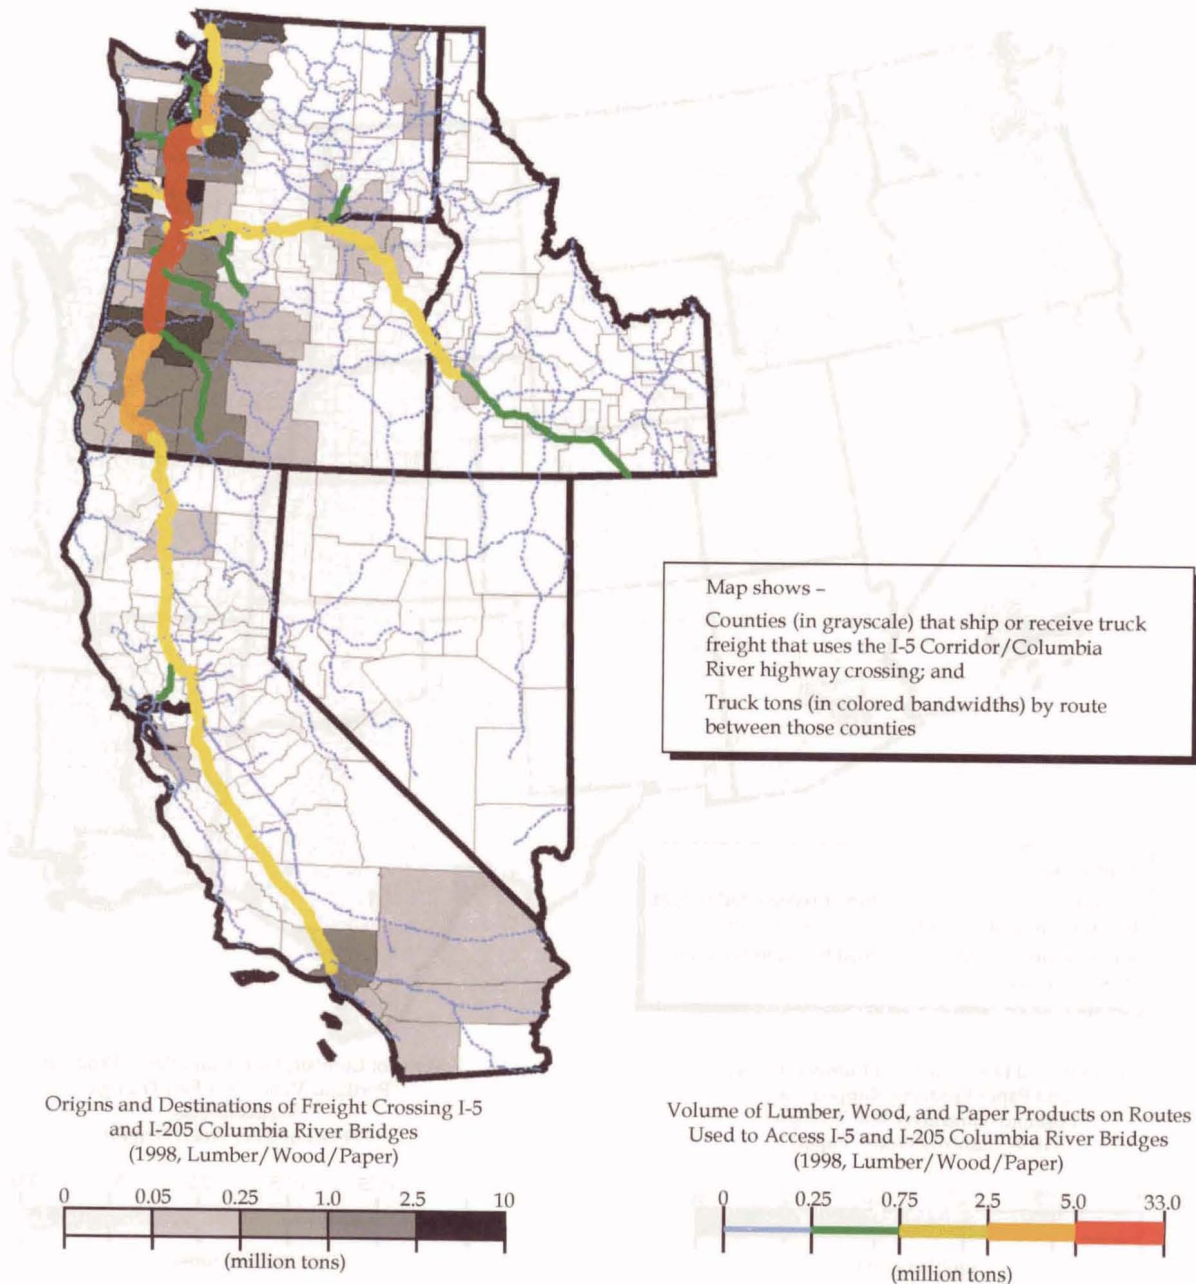 Map shows –
Counties (in grayscale) that ship or receive truck
freight that uses the I-5 Corridor/Columbia
River highway crossing; and
Truck tons (in colored bandwidths) by route
between those counties
Origins and Destinations of Freight Crossing I-5
and I-205 Columbia River Bridges
(1998, Lumber/Wood/Paper)
0 0.05 0.25 1.0 2.5 10
(million tons)
Volume of Lumber, Wood, and Paper Products on Routes
Used to Access I-5 and I-205 Columbia River Bridges
(1998, Lumber/Wood/Paper)
0 0.25 0.75 2.5 5.0 33.0
(million tons)